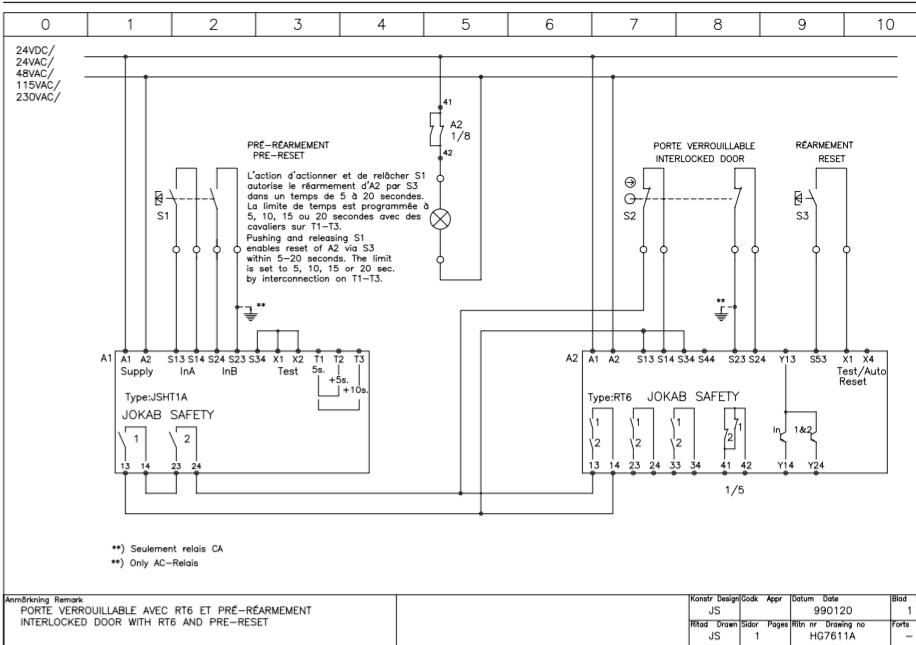 0 1 2 3 4 5 6 7 8 9 10
24VDC/
24VAC/
48VAC/
115VAC/
230VAC/
41
A2
1/8
42
PRÉ-RÉARMEMENT
PRE-RESET
L'action d'actionner et de relâcher S1
autorise le réarmement d'A2 par S3
dans un temps de 5 à 20 secondes.
La limite de temps est programmée à
5, 10, 15 ou 20 secondes avec des
cavaliers sur T1-T3.
Pushing and releasing S1
enables reset of A2 via S3
within 5-20 seconds. The limit
is set to 5, 10, 15 or 20 sec.
by interconnection on T1-T3.
S1
**
PORTE VERROUILLABLE
INTERLOCKED DOOR
S2
**
RÉARMEMENT
RESET
S3
A1 A1 A2 S13 S14 S24 S23 S34 X1 X2 T1 T2 T3
Supply InA InB Test 5s. +5s. +10s.
Type:JSHT1A
JOKAB SAFETY
1 2
13 14 23 24
A2 A1 A2 S13 S14 S34 S44 S23 S24 Y13 S53 X1 X4
Test/Auto
Reset
Type:RT6 JOKAB SAFETY
1 1 1 1
2 2 2 2
In 1&2
13 14 23 24 33 34 41 42 Y14 Y24
1/5
**) Seulement relais CA
**) Only AC-Relais
Anmörkning Remark
PORTE VERROUILLABLE AVEC RT6 ET PRÉ-RÉARMEMENT
INTERLOCKED DOOR WITH RT6 AND PRE-RESET
Konstr Design Godk Appr Datum Date Blad
JS 990120 1
Ritad Drawn Sidor Pages Ritn nr Drawing no Forts
JS 1 HG7611A -